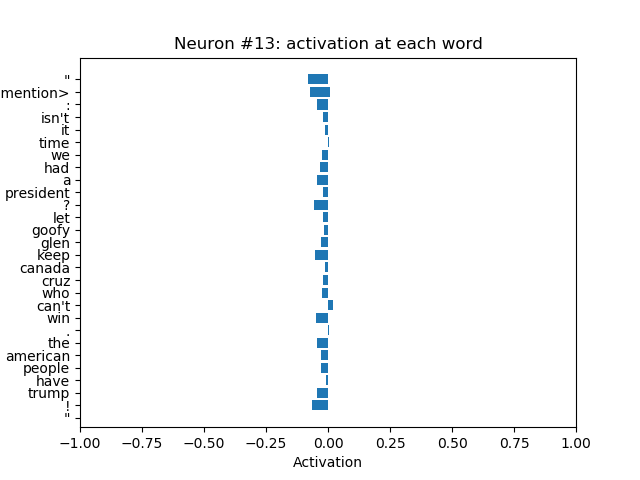 Neuron #13: activation at each word
"
mention>
:
isn't
it
time
we
had
a
president
?
let
goofy
glen
keep
canada
cruz
who
can't
win
.
the
american
people
have
trump
!
"
−1.00 −0.75 −0.50 −0.25 0.00 0.25 0.50 0.75 1.00
Activation